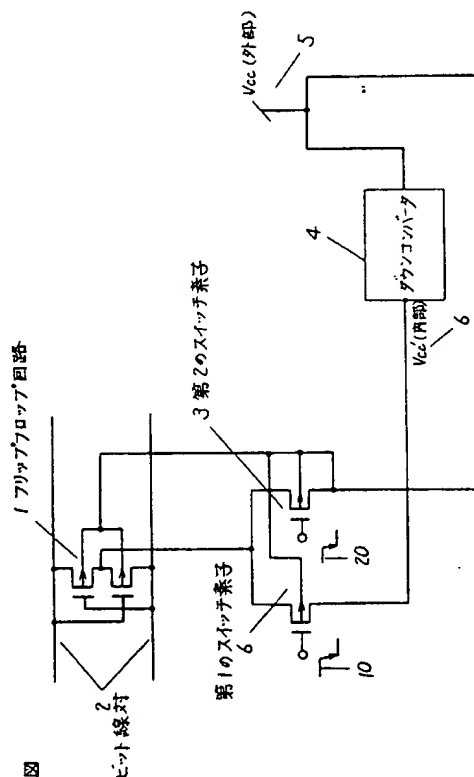 図
1 フリップフロップ回路
2
ビット線対
3 第2のスイッチ素子
第1のスイッチ素子
6
10
20
4
ダウンコンバータ
Vcc'(内部)
6
Vcc(外部)
5